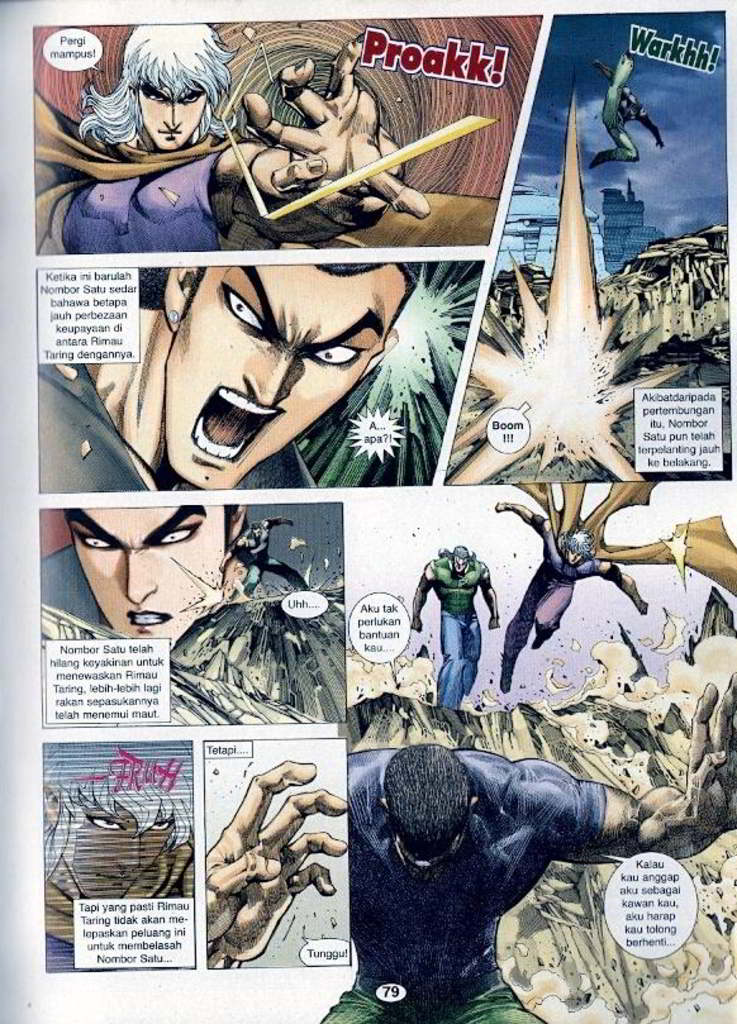 Pergi
mampus!
Proakk!
Warkhh!
Ketika ini barulah
Nombor Satu sedar
bahawa betapa
jauh perbezaan
keupayaan di
antara Rimau
Taring dengannya.
A...
apa?!
Boom
!!!
Akibatdaripada
pertembungan
itu, Nombor
Satu pun telah
terpelanting jauh
ke belakang.
Uhh....
Nombor Satu telah
hilang keyakinan untuk
menewaskan Rimau
Taring, lebih-lebih lagi
rakan sepasukannya
telah menemui maut.
Aku tak
perlukan
bantuan
kau....
Tapi yang pasti Rimau
Taring tidak akan me-
lepaskan peluang ini
untuk membelasah
Nombor Satu...
Tetapi....
Tunggu!
Kalau
kau anggap
aku sebagai
kawan kau,
aku harap
kau tolong
berhenti...
79